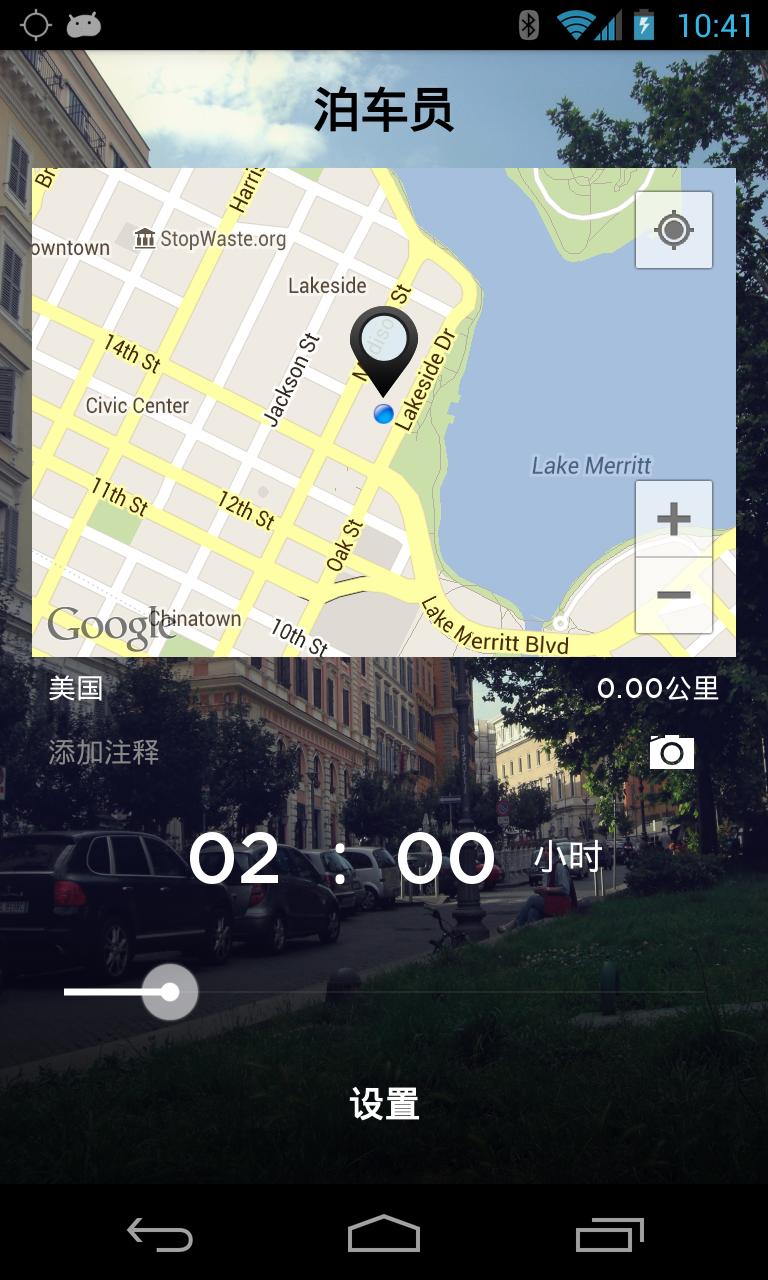 10:41
泊车员
Br
Harris
StopWaste.org
owntown
Lakeside
Madison St
14th St
Jackson St
Lakeside Dr
Civic Center
Lake Merritt
11th St
12th St
Oak St
Google
Chinatown
10th St
Lake Merritt Blvd
美国
0.00公里
添加注释
02 : 00 小时
设置